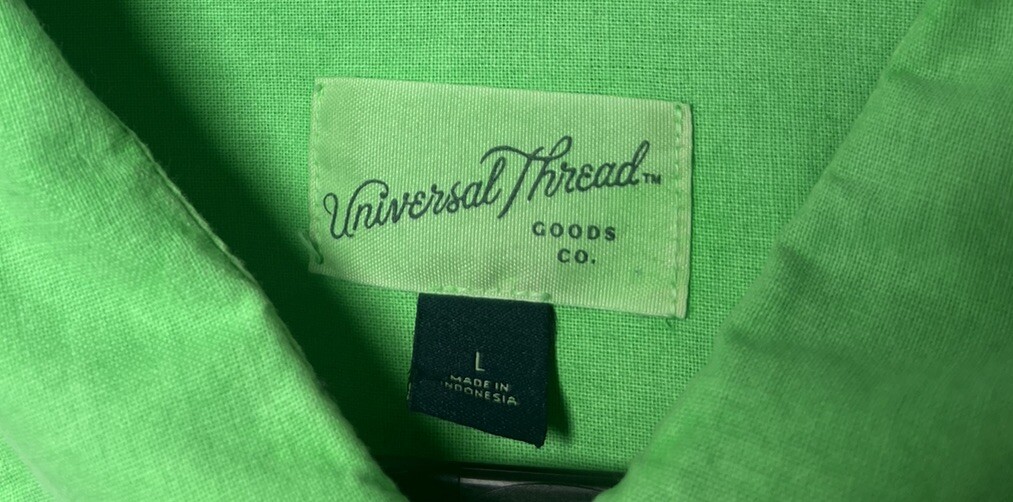 Universal Thread™
GOODS
CO.
L
MADE IN
INDONESIA